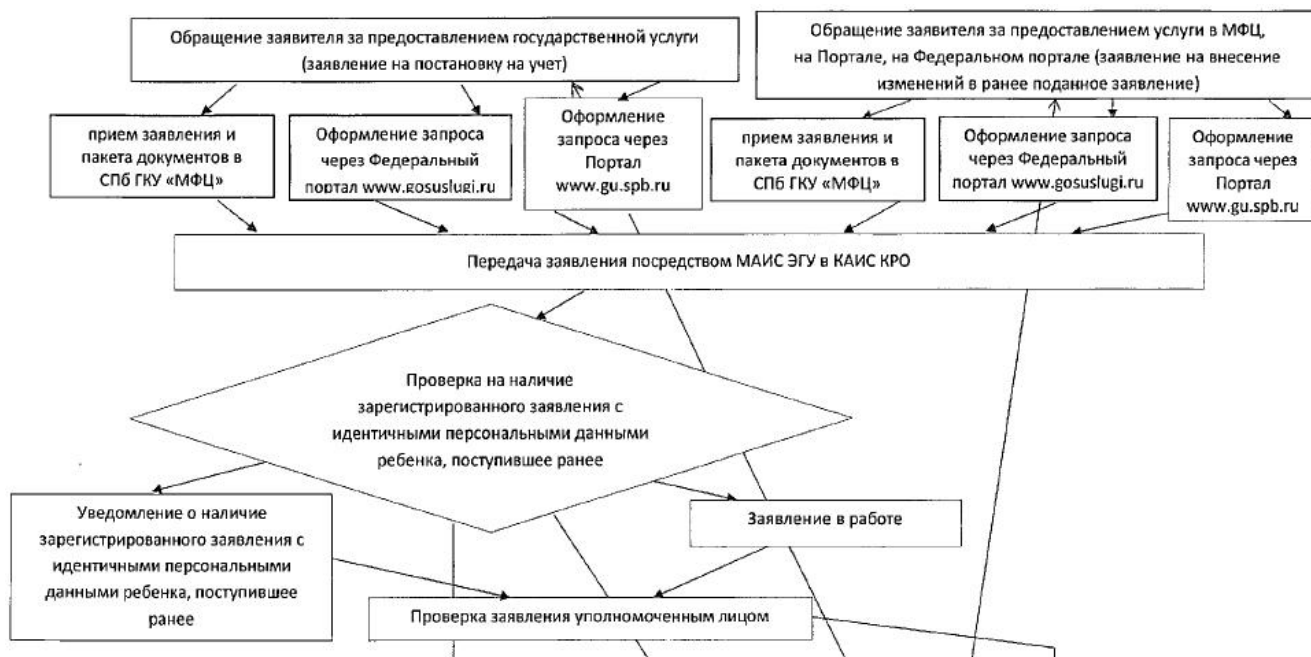 Обращение заявителя за предоставлением государственной услуги
(заявление на постановку на учет)
Обращение заявителя за предоставлением услуги в МФЦ,
на Портале, на Федеральном портале (заявление на внесение
изменений в ранее поданное заявление)
прием заявления и
пакета документов в
СПб ГКУ «МФЦ»
Оформление запроса
через Федеральный
портал www.gosuslugi.ru
Оформление
запроса через
Портал
www.gu.spb.ru
прием заявления и
пакета документов в
СПб ГКУ «МФЦ»
Оформление запроса
через Федеральный
портал www.gosuslugi.ru
Оформление
запроса через
Портал
www.gu.spb.ru
Передача заявления посредством МАИС ЭГУ в КАИС КРО
Проверка на наличие
зарегистрированного заявления с
идентичными персональными данными
ребенка, поступившее ранее
Уведомление о наличие
зарегистрированного заявления с
идентичными персональными
данными ребенка, поступившее
ранее
Заявление в работе
Проверка заявления уполномоченным лицом